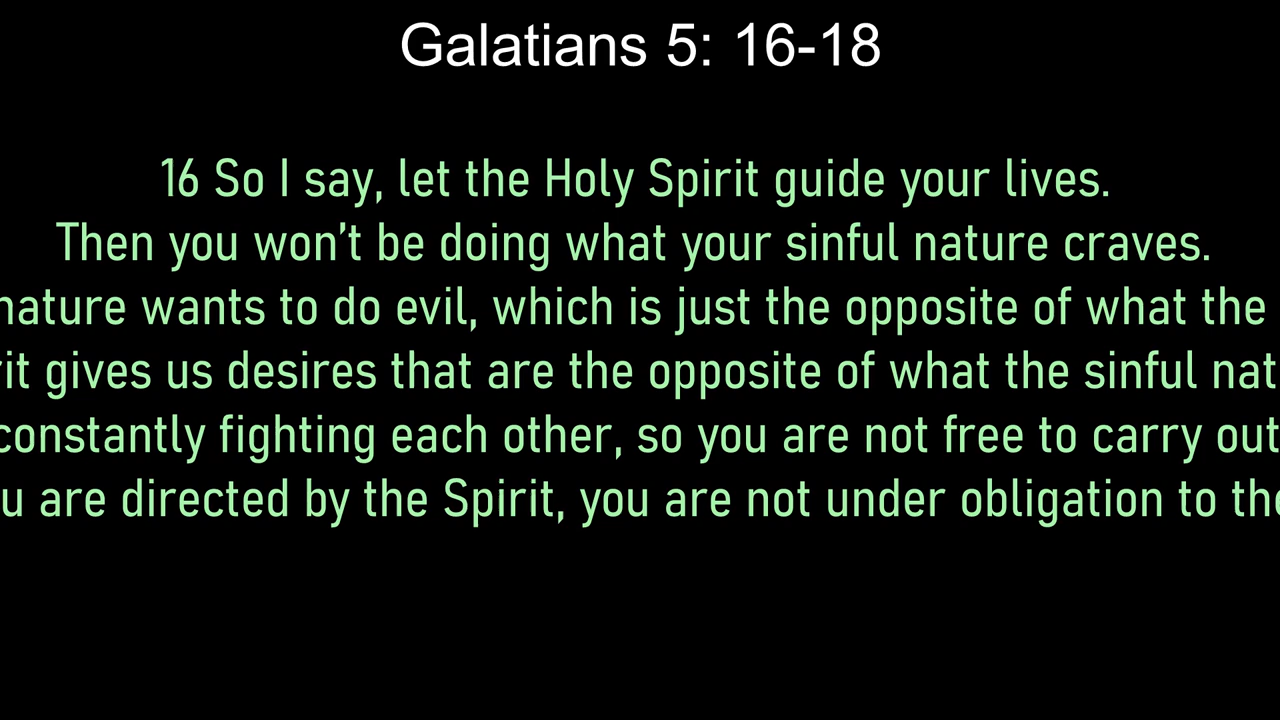 Galatians 5: 16-18
16 So I say, let the Holy Spirit guide your lives.
Then you won’t be doing what your sinful nature craves.
nature wants to do evil, which is just the opposite of what the
rit gives us desires that are the opposite of what the sinful nat
constantly fighting each other, so you are not free to carry out
u are directed by the Spirit, you are not under obligation to the